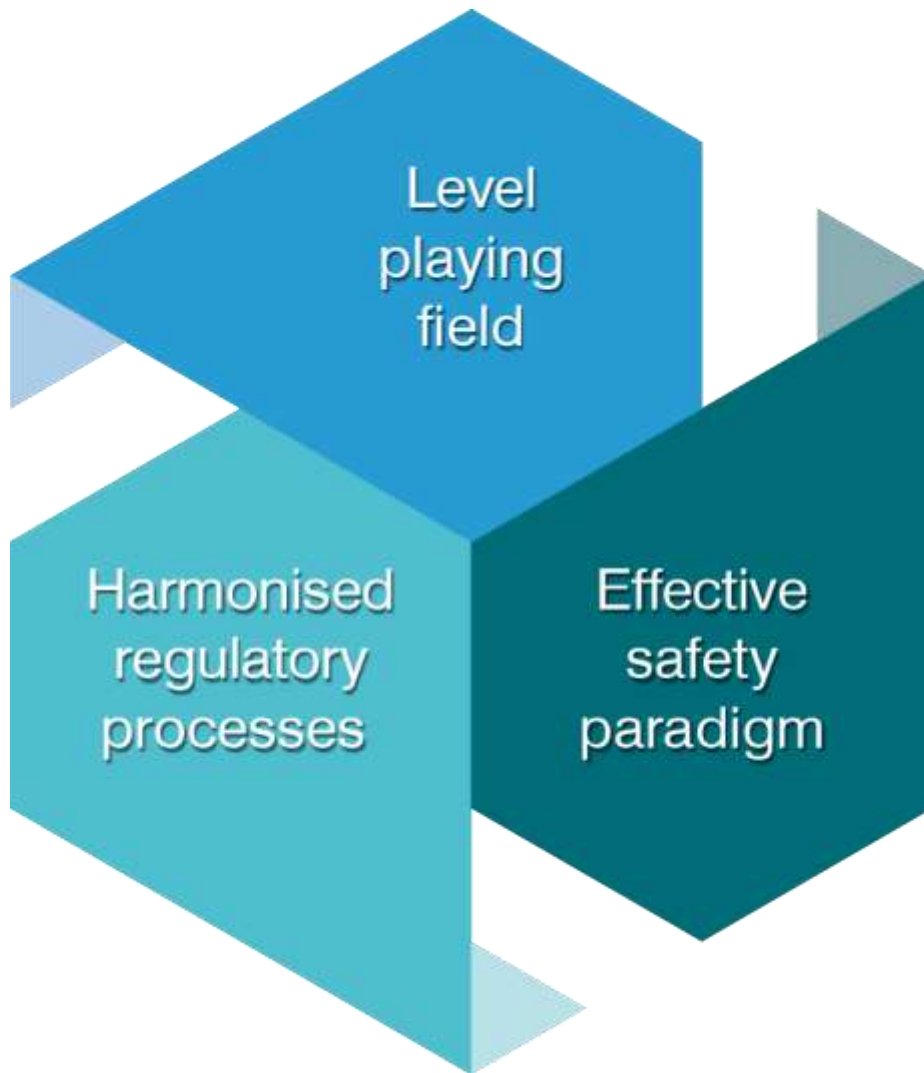 Level
playing
field
Harmonised
regulatory
processes
Effective
safety
paradigm